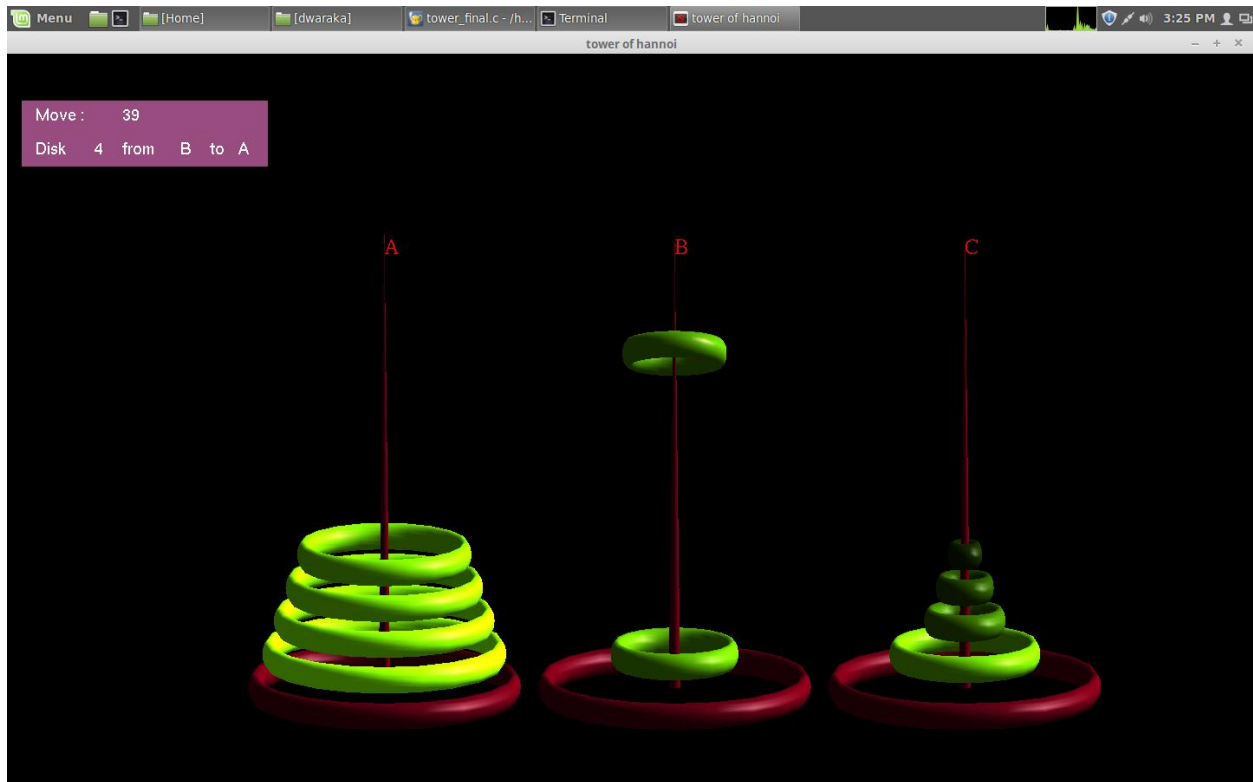 Menu [Home] [dwaraka] tower_final.c - /h... Terminal tower of hannoi 3:25 PM
tower of hannoi
Move : 39
Disk 4 from B to A
A B C